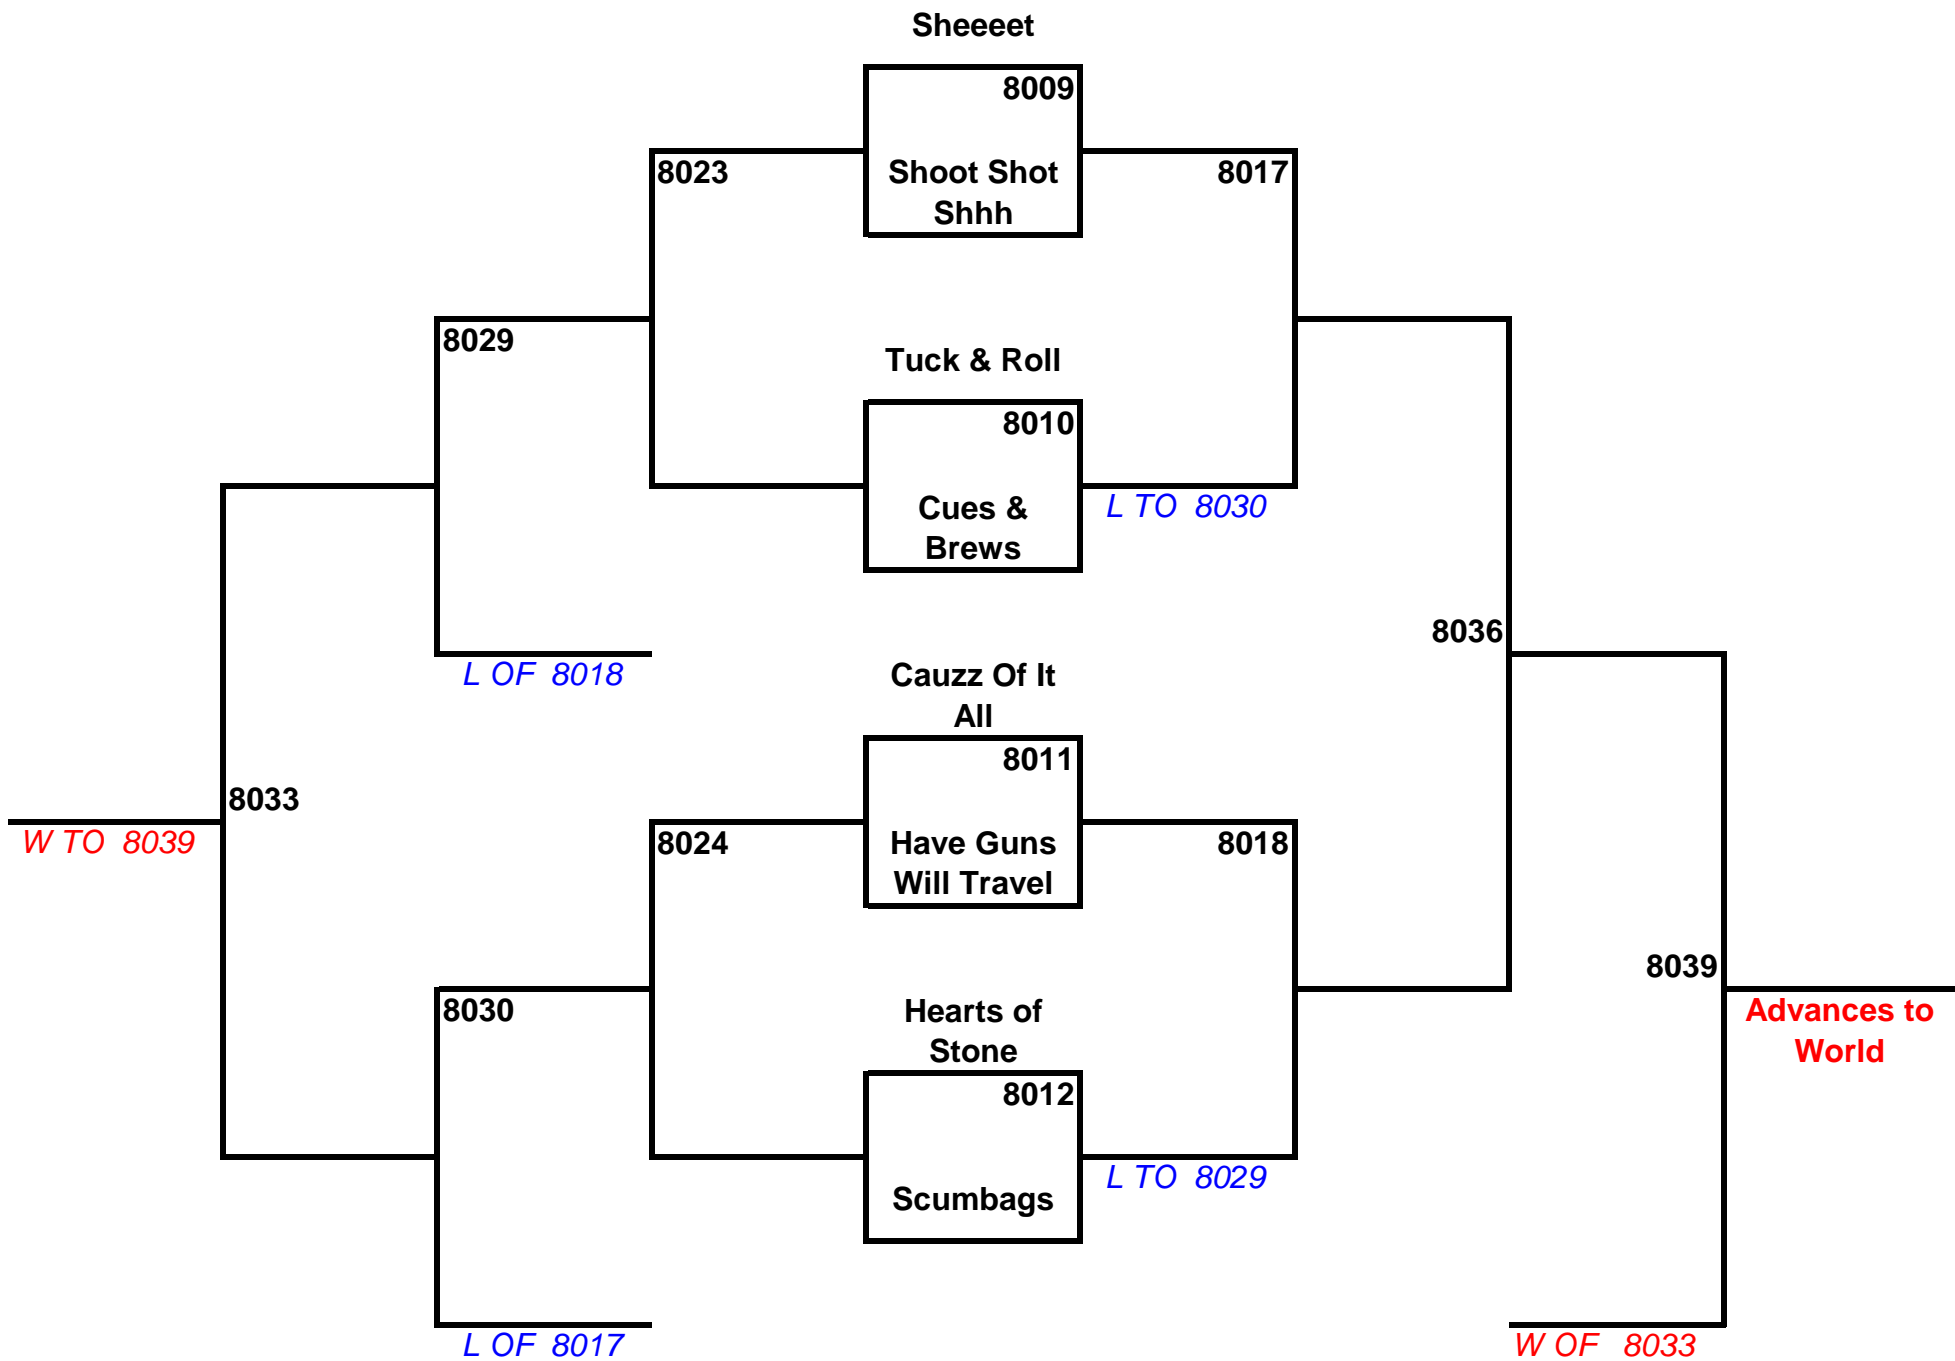 Sheeeet
8009
8023
Shoot Shot
8017
Shhh
8029
Tuck & Roll
8010
Cues &
L TO 8030
Brews
8036
L OF 8018
Cauzz Of It
All
8011
8033
W TO 8039
8024
Have Guns
8018
Will Travel
8039
8030
Hearts of
Advances to
Stone
World
8012
L TO 8029
Scumbags
L OF 8017
W OF 8033